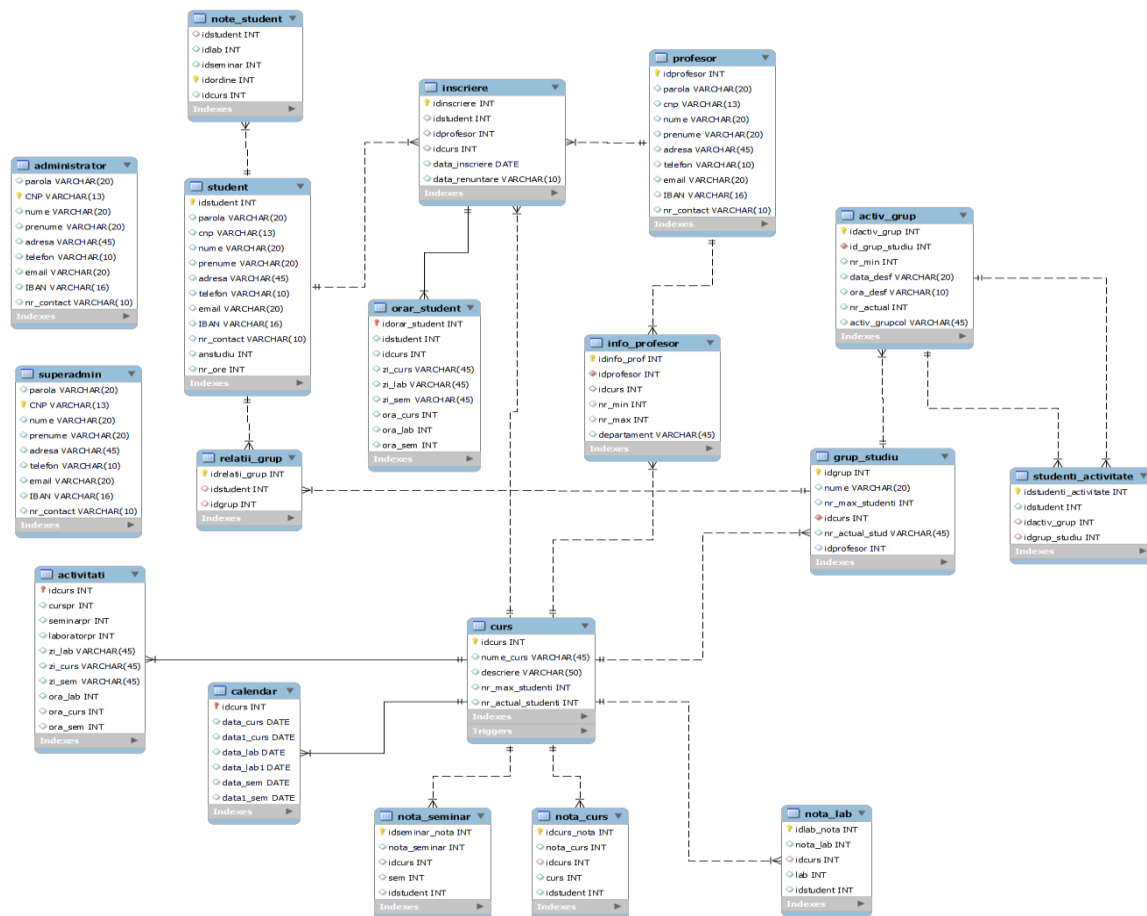 note_student
idstudent INT
idlab INT
idseminar INT
idordine INT
idcurs INT
Indexes
inscriere
idinscriere INT
idstudent INT
idprofesor INT
idcurs INT
data_inscriere DATE
data_renuntare VARCHAR(10)
Indexes
profesor
idprofesor INT
parola VARCHAR(20)
cnp VARCHAR(13)
nume VARCHAR(20)
prenume VARCHAR(20)
adresa VARCHAR(45)
telefon VARCHAR(10)
email VARCHAR(20)
IBAN VARCHAR(16)
nr_contact VARCHAR(10)
Indexes
administrator
parola VARCHAR(20)
CNP VARCHAR(13)
nume VARCHAR(20)
prenume VARCHAR(20)
adresa VARCHAR(45)
telefon VARCHAR(10)
email VARCHAR(20)
IBAN VARCHAR(16)
nr_contact VARCHAR(10)
Indexes
student
idstudent INT
parola VARCHAR(20)
cnp VARCHAR(13)
nume VARCHAR(20)
prenume VARCHAR(20)
adresa VARCHAR(45)
telefon VARCHAR(10)
email VARCHAR(20)
IBAN VARCHAR(16)
nr_contact VARCHAR(10)
anstudiu INT
nr_ore INT
Indexes
activ_grup
idactiv_grup INT
id_grup_studiu INT
nr_min INT
data_desf VARCHAR(20)
ora_desf VARCHAR(10)
nr_actual INT
activ_grupcol VARCHAR(45)
Indexes
orar_student
idorar_student INT
idstudent INT
idcurs INT
zi_curs VARCHAR(45)
zi_lab VARCHAR(45)
zi_sem VARCHAR(45)
ora_curs INT
ora_lab INT
ora_sem INT
Indexes
info_profesor
idinfo_prof INT
idprofesor INT
idcurs INT
nr_min INT
nr_max INT
departament VARCHAR(45)
Indexes
superadmin
parola VARCHAR(20)
CNP VARCHAR(13)
nume VARCHAR(20)
prenume VARCHAR(20)
adresa VARCHAR(45)
telefon VARCHAR(10)
email VARCHAR(20)
IBAN VARCHAR(16)
nr_contact VARCHAR(10)
Indexes
relatii_grup
idrelatii_grup INT
idstudent INT
idgrup INT
Indexes
grup_studiu
idgrup INT
nume VARCHAR(20)
nr_max_studenti INT
idcurs INT
nr_actual_stud VARCHAR(45)
idprofesor INT
Indexes
studenti_activitate
idstudenti_activitate INT
idstudent INT
idactiv_grup INT
idgrup_studiu INT
Indexes
activitati
idcurs INT
curspr INT
seminarpr INT
laboratorpr INT
zi_lab VARCHAR(45)
zi_curs VARCHAR(45)
zi_sem VARCHAR(45)
ora_lab INT
ora_curs INT
ora_sem INT
Indexes
curs
idcurs INT
nume_curs VARCHAR(45)
descriere VARCHAR(50)
nr_max_studenti INT
nr_actual_studenti INT
Indexes
Triggers
calendar
idcurs INT
data_curs DATE
data1_curs DATE
data_lab DATE
data_lab1 DATE
data_sem DATE
data1_sem DATE
Indexes
nota_seminar
idseminar_nota INT
nota_seminar INT
idcurs INT
sem INT
idstudent INT
Indexes
nota_curs
idcurs_nota INT
nota_curs INT
idcurs INT
curs INT
idstudent INT
Indexes
nota_lab
idlab_nota INT
nota_lab INT
idcurs INT
lab INT
idstudent INT
Indexes